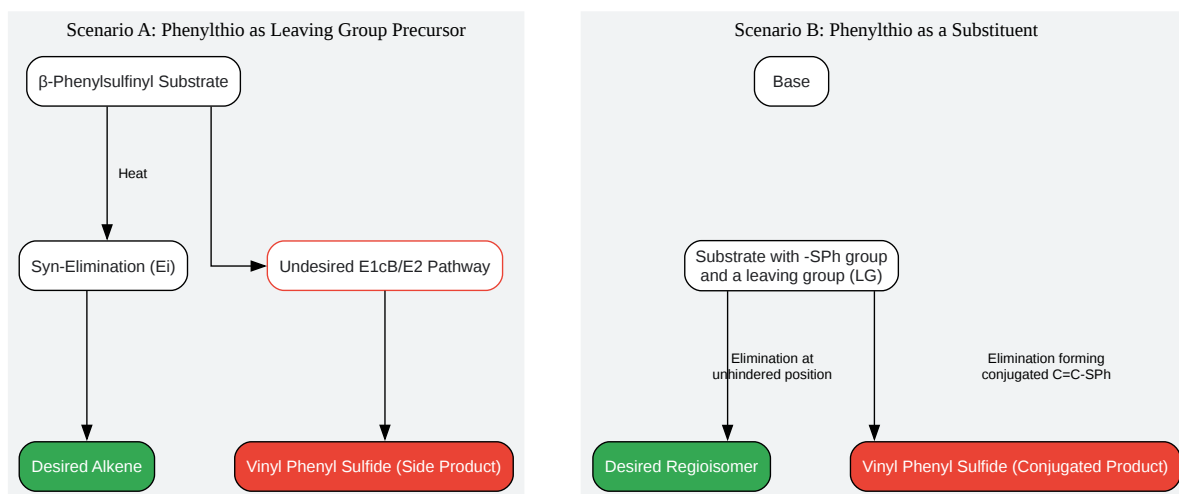 Scenario A: Phenylthio as Leaving Group Precursor
β-Phenylsulfinyl Substrate
Heat
Syn-Elimination (Ei)
Undesired E1cB/E2 Pathway
Desired Alkene
Vinyl Phenyl Sulfide (Side Product)
Scenario B: Phenylthio as a Substituent
Base
Substrate with -SPh group
and a leaving group (LG)
Elimination at
unhindered position
Elimination forming
conjugated C=C-SPh
Desired Regioisomer
Vinyl Phenyl Sulfide (Conjugated Product)